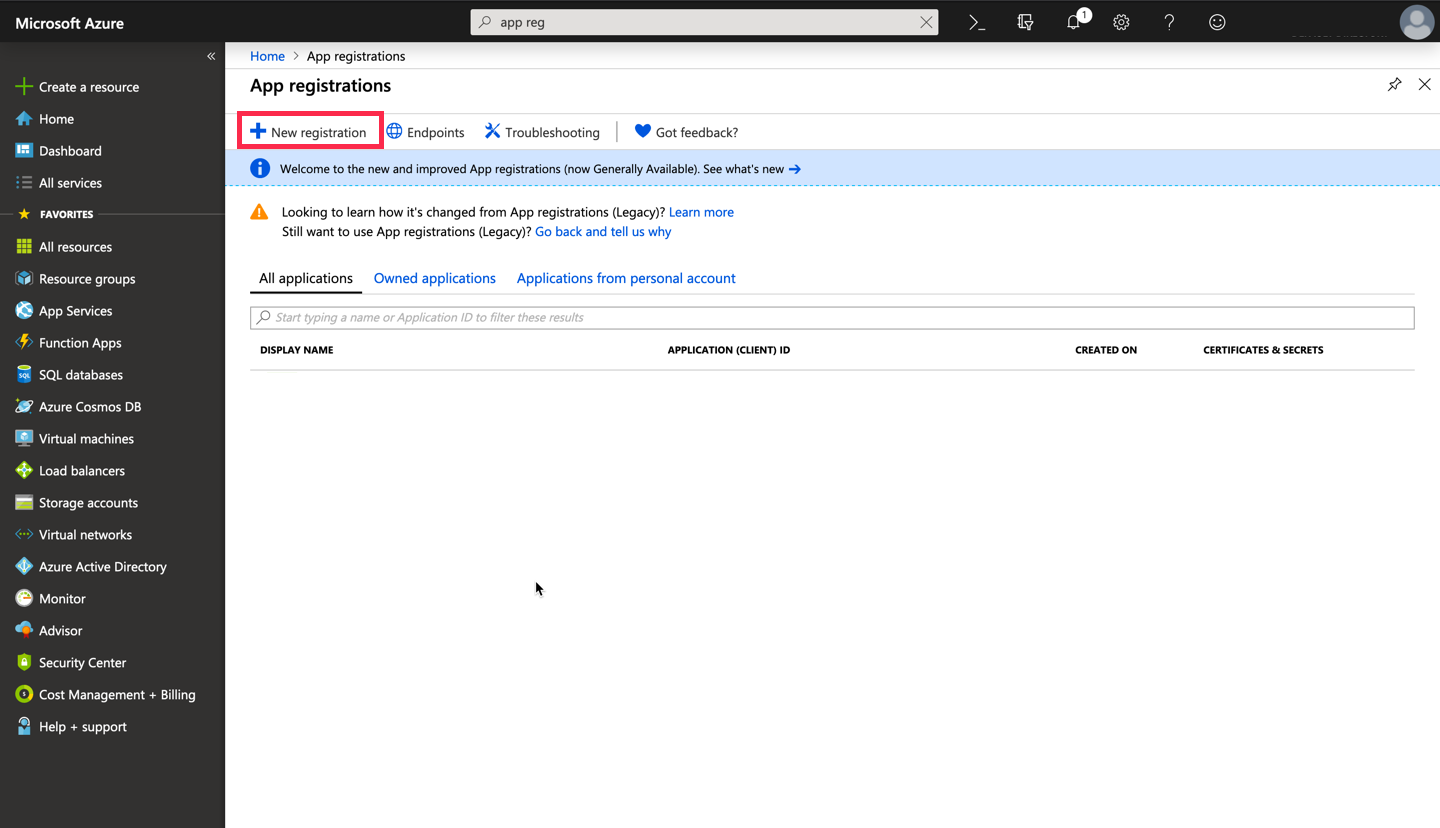 Microsoft Azure
app reg
1
Home > App registrations
App registrations
New registration
Endpoints
Troubleshooting
Got feedback?
Welcome to the new and improved App registrations (now Generally Available). See what's new
Looking to learn how it's changed from App registrations (Legacy)? Learn more
Still want to use App registrations (Legacy)? Go back and tell us why
All applications
Owned applications
Applications from personal account
Start typing a name or Application ID to filter these results
DISPLAY NAME
APPLICATION (CLIENT) ID
CREATED ON
CERTIFICATES & SECRETS
Create a resource
Home
Dashboard
All services
FAVORITES
All resources
Resource groups
App Services
Function Apps
SQL databases
Azure Cosmos DB
Virtual machines
Load balancers
Storage accounts
Virtual networks
Azure Active Directory
Monitor
Advisor
Security Center
Cost Management + Billing
Help + support